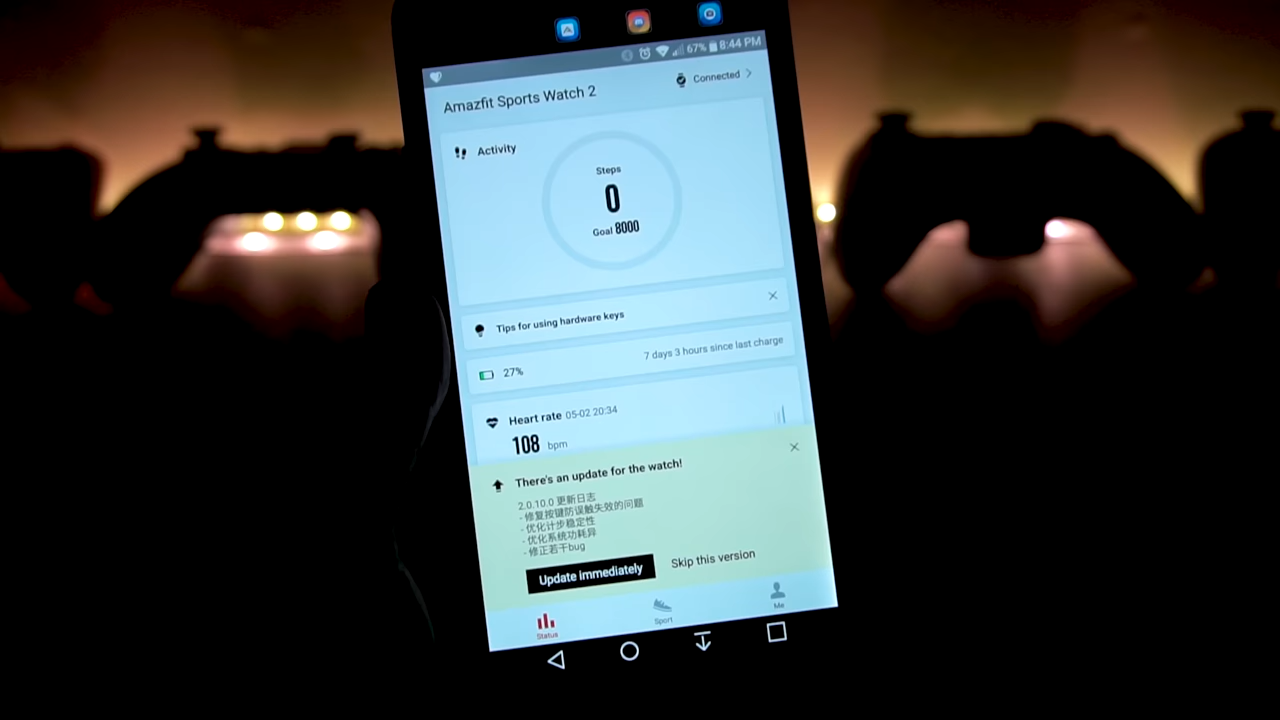 67% 8:44 PM
Amazfit Sports Watch 2
Connected
Activity
Steps
0
Goal 8000
Tips for using hardware keys
27%
7 days 3 hours since last charge
Heart rate 05-02 20:34
108 bpm
There's an update for the watch!
2.0.10.0 更新日志
- 修复按键防误触失效的问题
- 优化计步稳定性
- 优化系统功耗异
- 修正若干bug
Update immediately
Skip this version
Status
Sport
Me